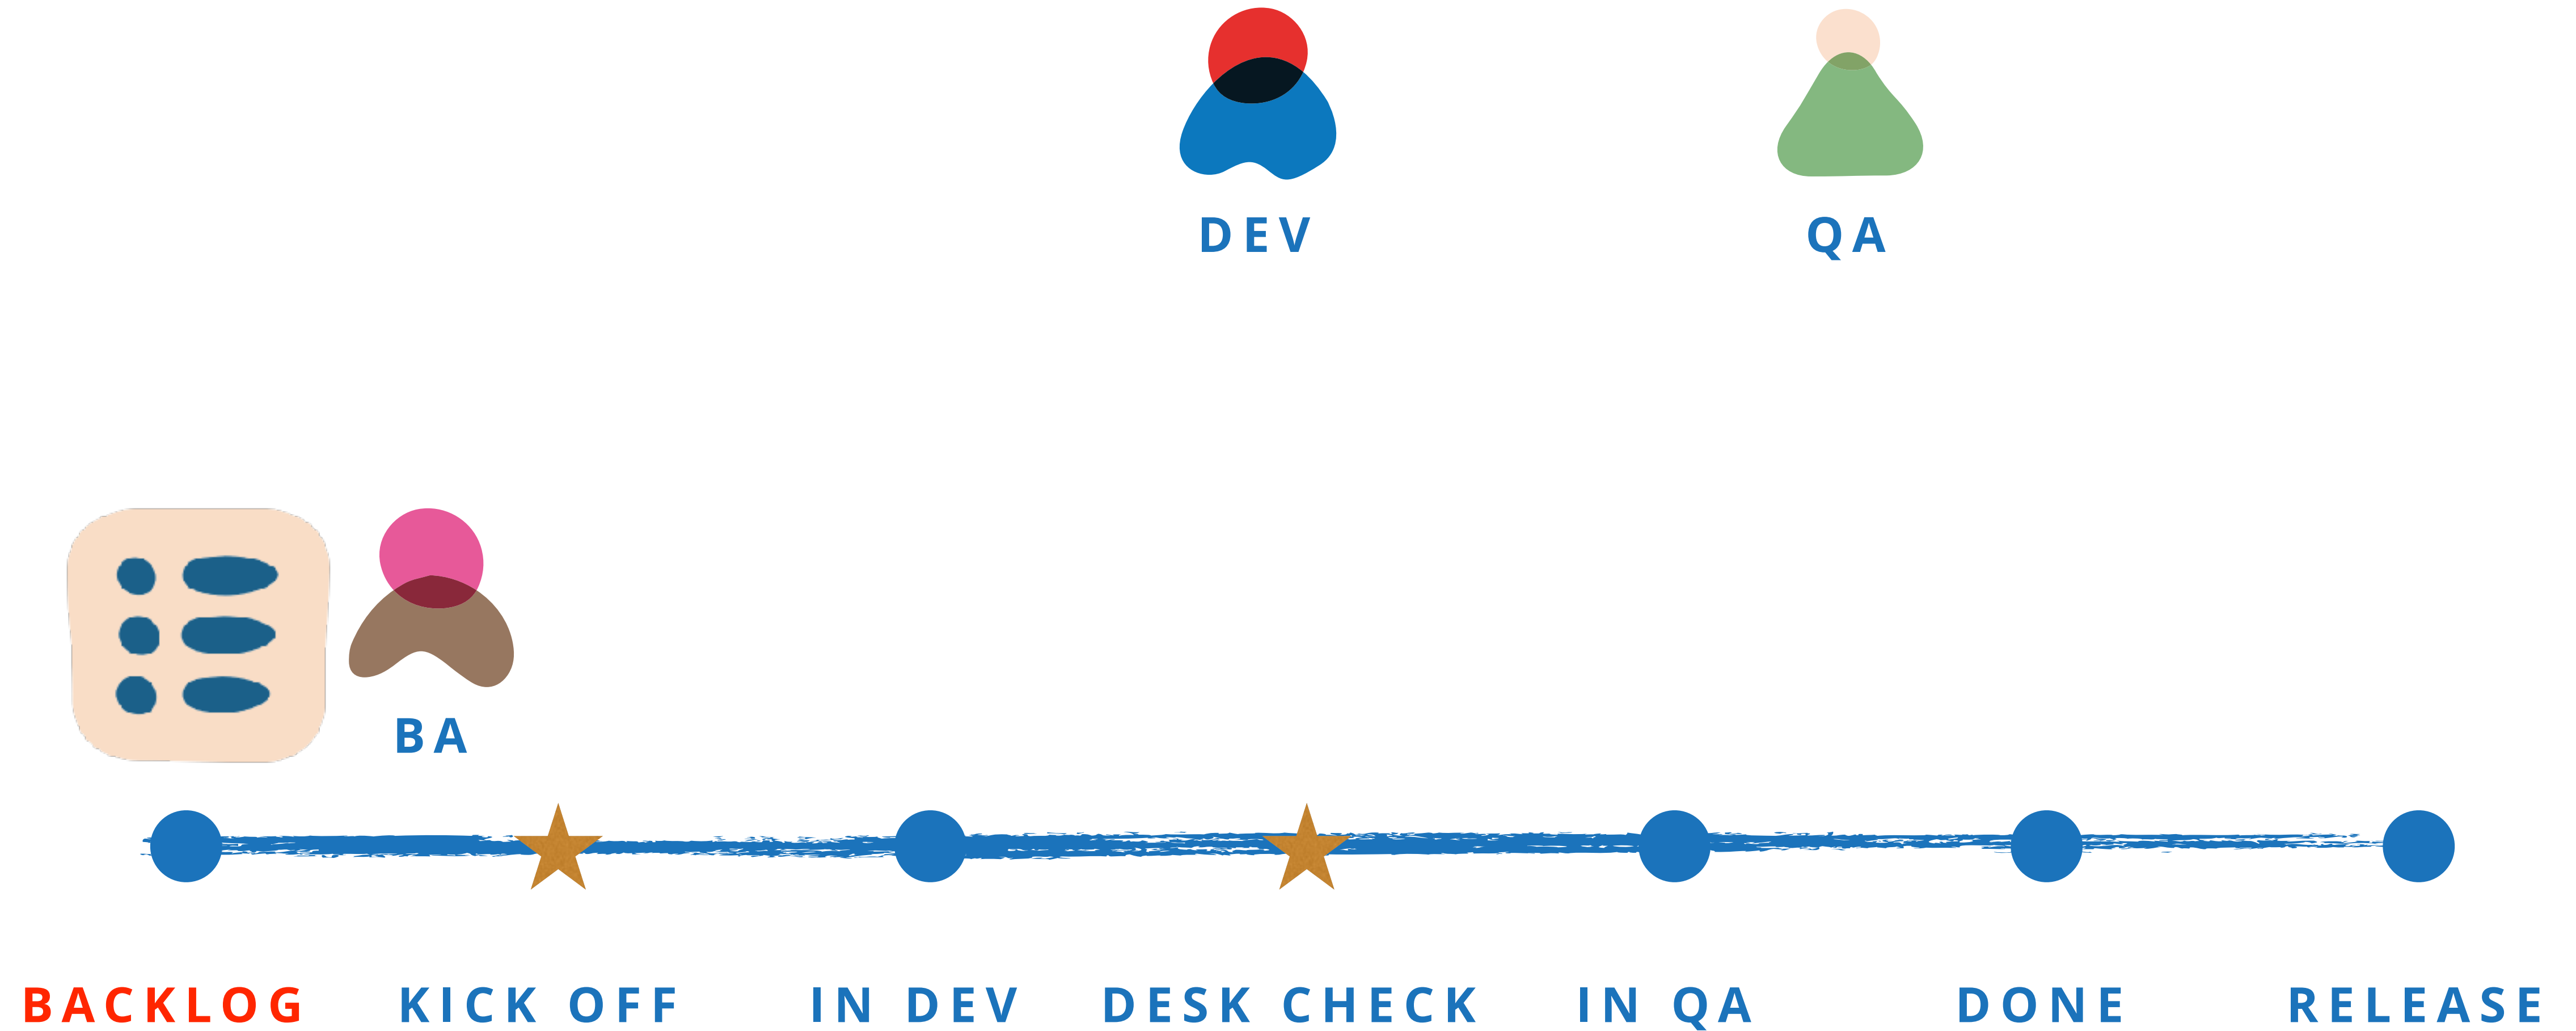 DEV
QA
BA
BACKLOG
KICK OFF
IN DEV
DESK CHECK
IN QA
DONE
RELEASE